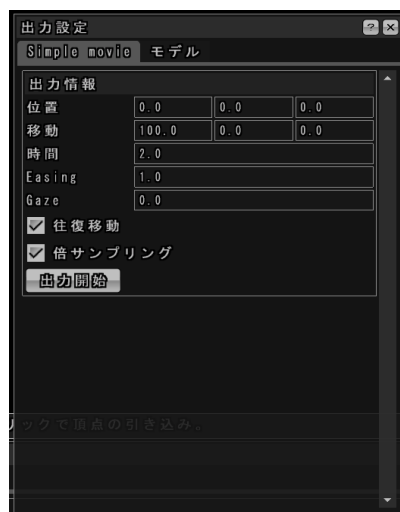 出力設定
Simple movie モデル
出力情報
位置 0.0 0.0 0.0
移動 100.0 0.0 0.0
時間 2.0
Easing 1.0
Gaze 0.0
往復移動
倍サンプリング
出力開始
リックで頂点の引き込み。